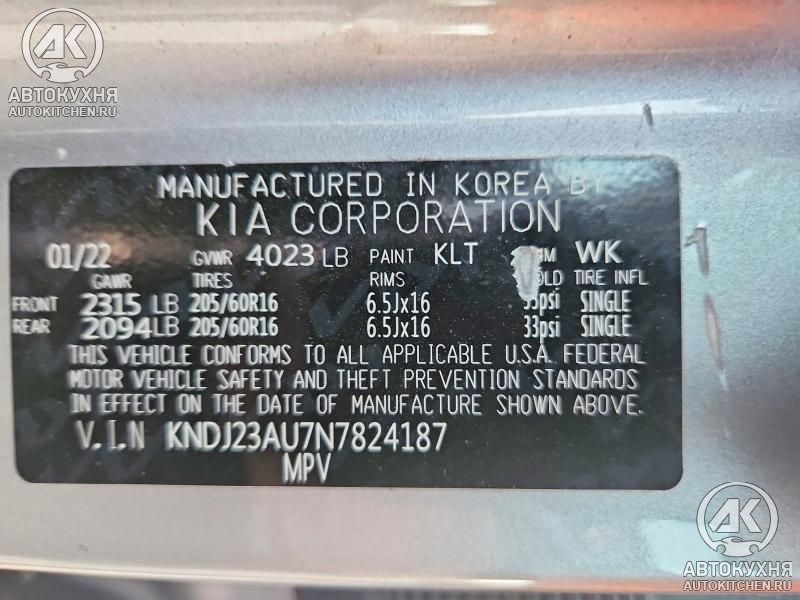 АК
АВТОКУХНЯ
AUTOKITCHEN.RU
MANUFACTURED IN KOREA BY
KIA CORPORATION
01/22 GVWR 4023 LB PAINT KLT WK
GAWR TIRES RIMS TIRE INFL
FRONT 2315 LB 205/60R16 6.5Jx16 SINGLE
REAR 2094 LB 205/60R16 6.5Jx16 33psi SINGLE
THIS VEHICLE CONFORMS TO ALL APPLICABLE U.S.A. FEDERAL
MOTOR VEHICLE SAFETY AND THEFT PREVENTION STANDARDS
IN EFFECT ON THE DATE OF MANUFACTURE SHOWN ABOVE.
V.I.N KNDJ23AU7N7824187
MPV
АК
АВТОКУХНЯ
AUTOKITCHEN.RU